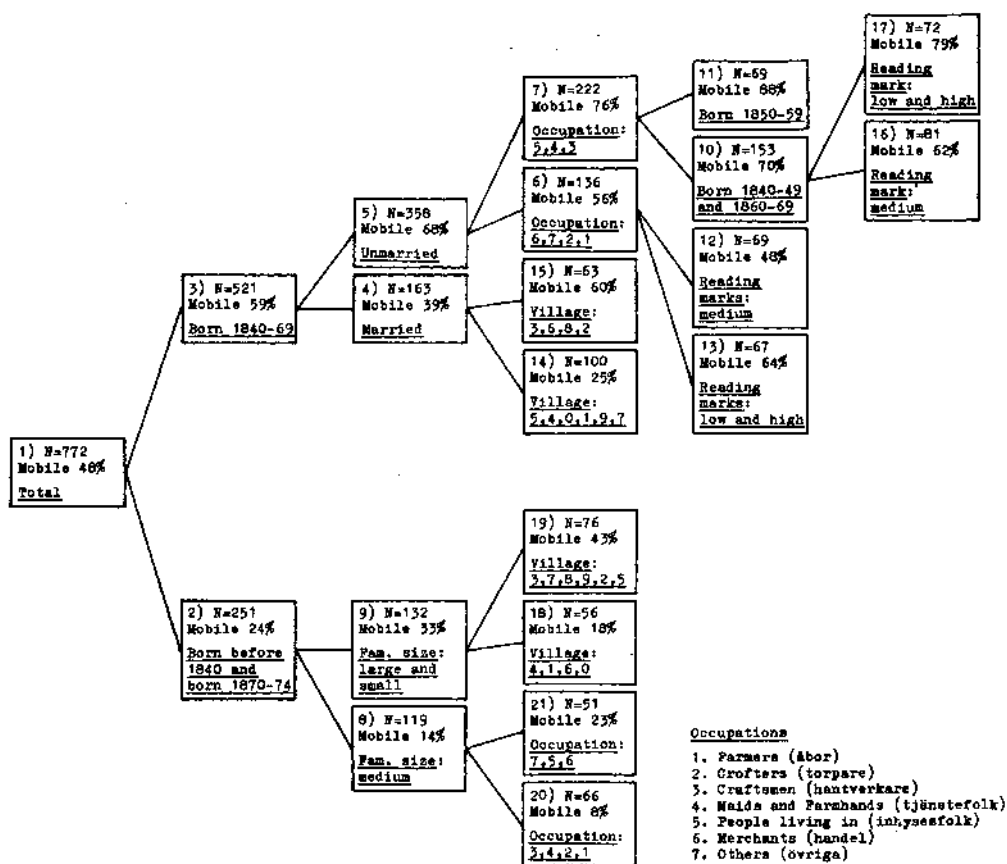 17) N=72
Mobile 79%
Reading
mark:
low and high
7) N=222
Mobile 76%
Occupation:
5,4,3
11) N=69
Mobile 88%
Born 1850-59
16) N=81
Mobile 62%
Reading
mark:
medium
10) N=153
Mobile 70%
Born 1840-49
and 1860-69
6) N=136
Mobile 56%
Occupation:
6,7,2,1
5) N=358
Mobile 68%
Unmarried
12) N=69
Mobile 48%
Reading
marks:
medium
15) N=63
Mobile 60%
Village:
3,6,8,2
3) N=521
Mobile 59%
Born 1840-69
4) N=163
Mobile 39%
Married
13) N=67
Mobile 64%
Reading
marks:
low and high
14) N=100
Mobile 25%
Village:
5,4,0,1,9,7
1) N=772
Mobile 48%
Total
19) N=76
Mobile 43%
Village:
3,7,8,9,2,5
2) N=251
Mobile 24%
Born before
1840 and
born 1870-74
9) N=132
Mobile 33%
Fam. size:
large and
small
18) N=56
Mobile 18%
Village:
4,1,6,0
8) N=119
Mobile 14%
Fam. size:
medium
21) N=51
Mobile 23%
Occupation:
7,5,6
20) N=66
Mobile 8%
Occupation:
3,4,2,1
Occupations
1. Farmers (åbor)
2. Crofters (torpare)
3. Craftsmen (hantverkare)
4. Maids and Farmhands (tjänstefolk)
5. People living in (inhysesfolk)
6. Merchants (handel)
7. Others (övriga)